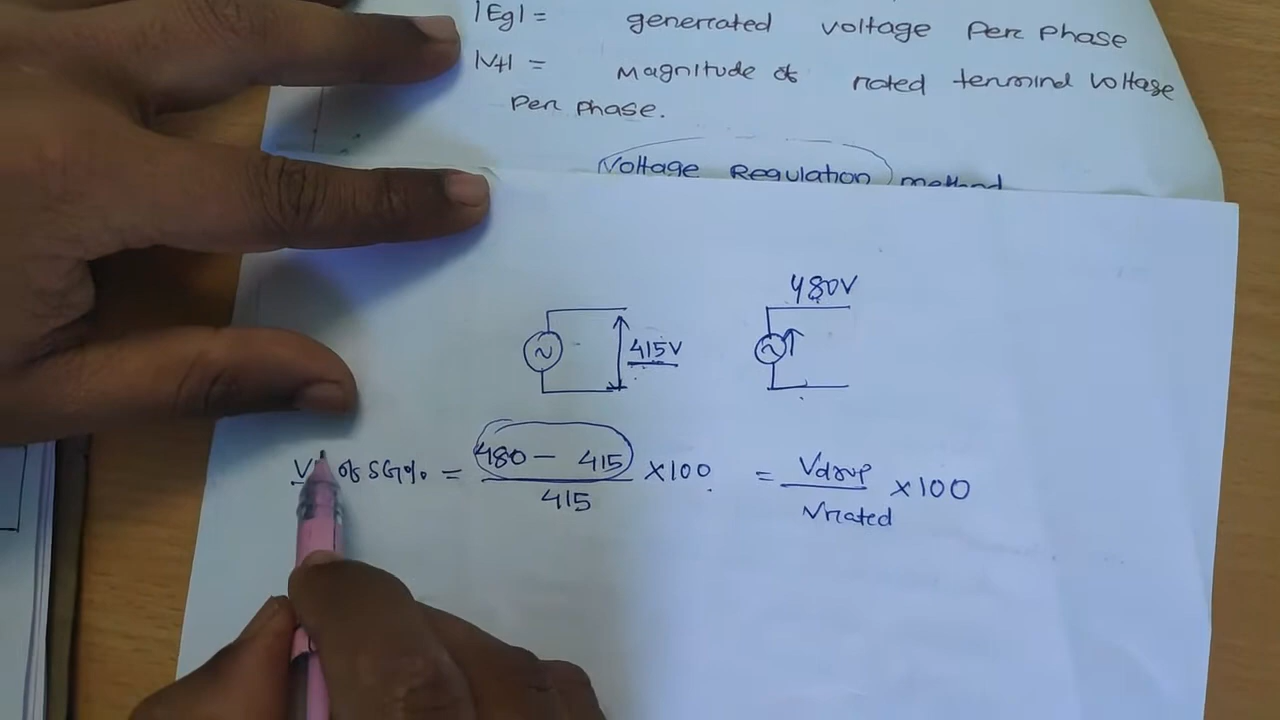 |Eg| = generated voltage per phase
|Vt| = Magnitude of rated terminal voltage
per phase.
Voltage Regulation method
480V
415V
of SG% = 480 - 415 / 415 × 100 = Vdrop / Vrated × 100